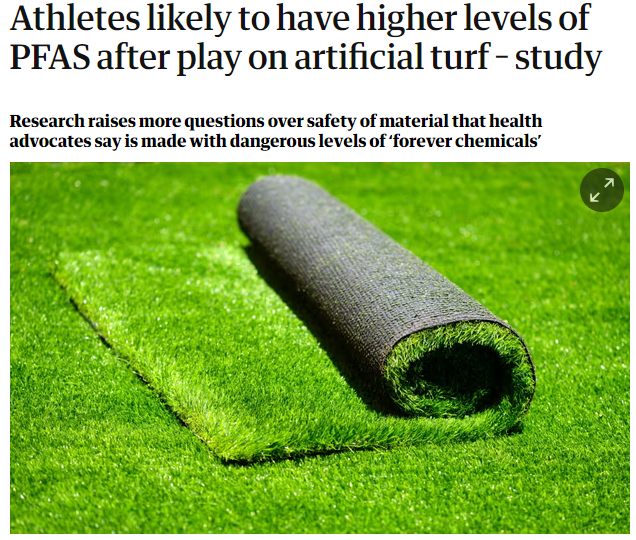 Athletes likely to have higher levels of
PFAS after play on artificial turf – study
Research raises more questions over safety of material that health
advocates say is made with dangerous levels of ‘forever chemicals’